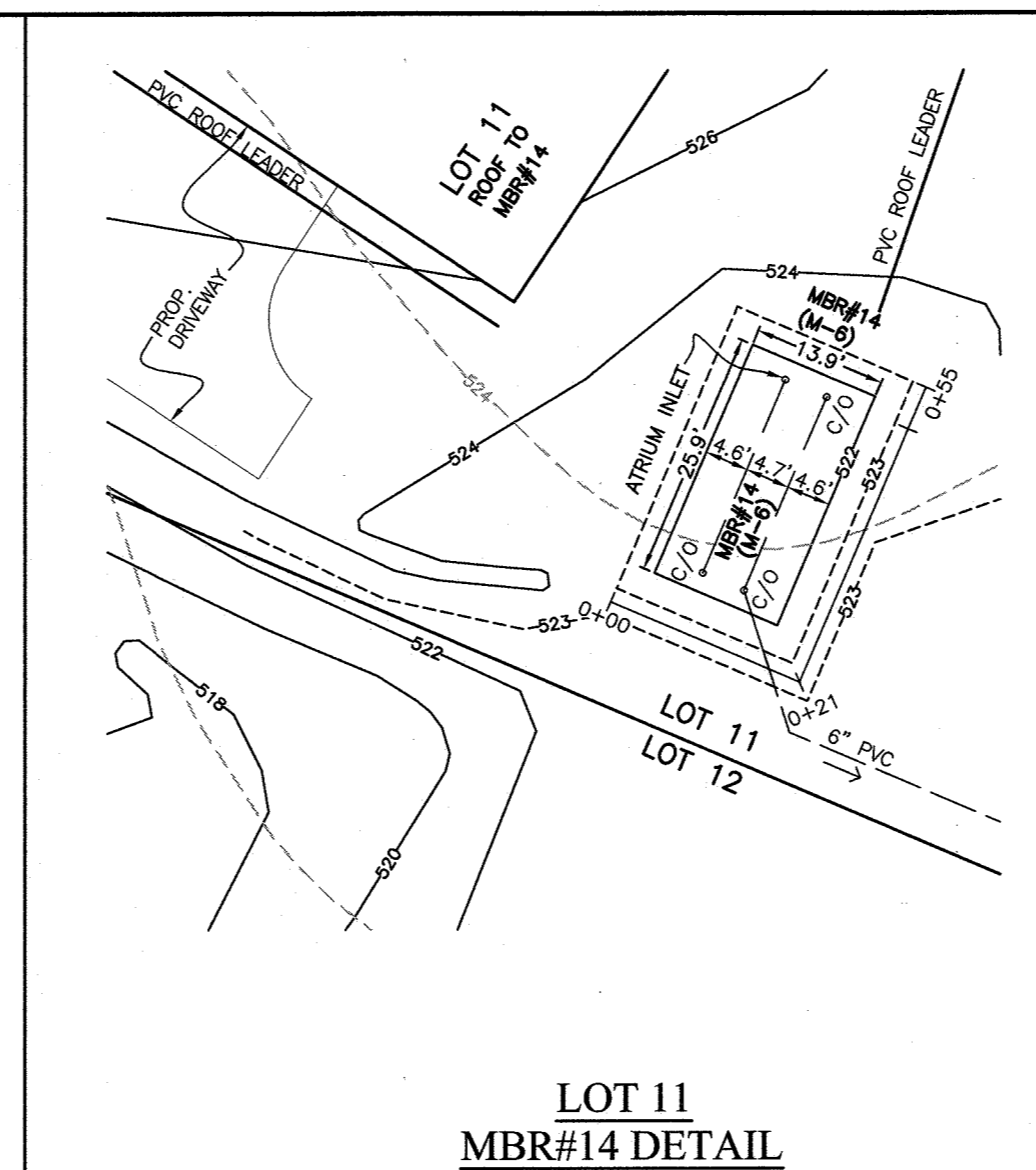 PVC ROOF LEADER
LOT 11
ROOF TO
MBR#14
526
PVC ROOF LEADER
PROP.
DRIVEWAY
524
MBR#14
(M-6)
13.9'
0+55
524
524
ATRIUM INLET
25.9'
C/O
4.6'
4.7'
4.6'
522
523
MBR#14
(M-6)
C/O
C/O
523
523
0+00
522
518
0+21
LOT 11
LOT 12
6" PVC
520
LOT 11
MBR#14 DETAIL